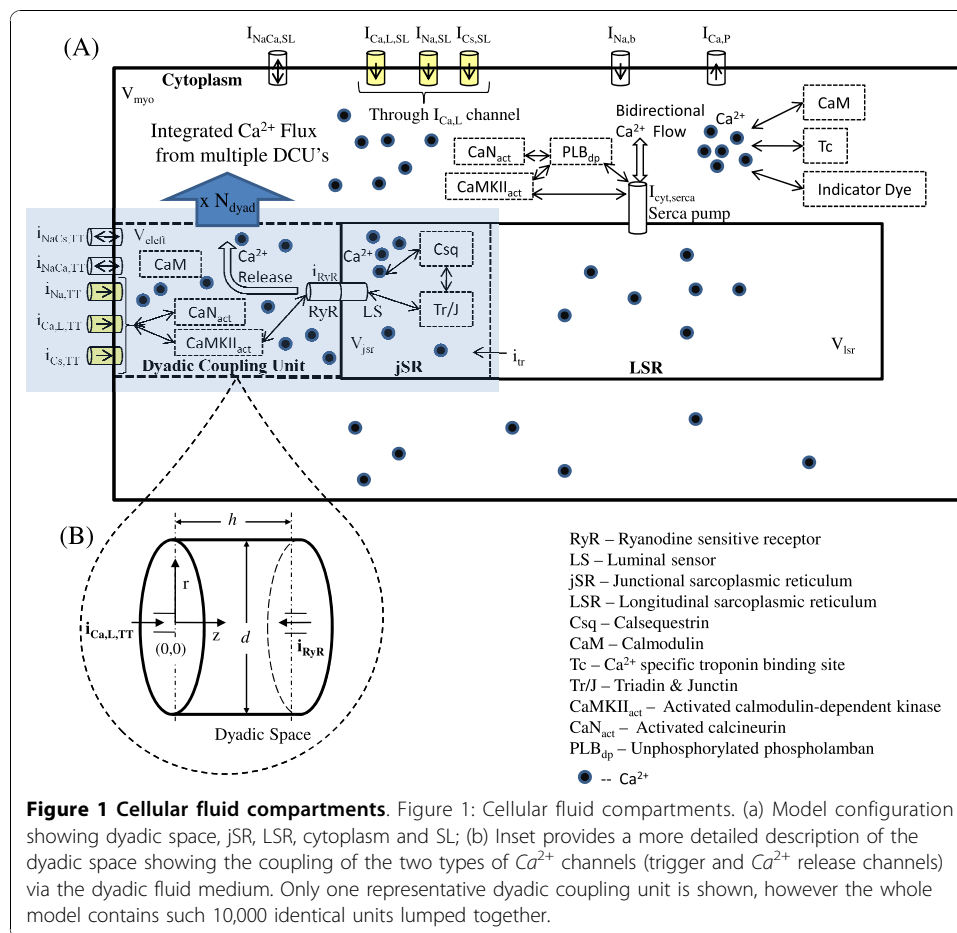 (A)
I_NaCa,SL
I_Ca,L,SL
I_Na,SL
I_Cs,SL
I_Na,b
I_Ca,P
Cytoplasm
V_myo
Through I_Ca,L channel
Integrated Ca²⁺ Flux
from multiple DCU's
x N_dyad
Bidirectional
Ca²⁺ Flow
CaN_act
PLB_dp
CaMKII_act
I_cyt,serca
Serca pump
Ca²⁺
CaM
Tc
Indicator Dye
i_NaCs,TT
i_NaCa,TT
i_Na,TT
i_Ca,L,TT
i_Cs,TT
V_cleft
CaM
Ca²⁺
Release
CaN_act
CaMKII_act
i_RyR
RyR
LS
Ca²⁺
Csq
Tr/J
V_jsr
i_tr
Dyadic Coupling Unit
jSR
LSR
V_lsr
(B)
h
r
z
d
(0,0)
i_Ca,L,TT
i_RyR
Dyadic Space
RyR – Ryanodine sensitive receptor
LS – Luminal sensor
jSR – Junctional sarcoplasmic reticulum
LSR – Longitudinal sarcoplasmic reticulum
Csq – Calsequestrin
CaM – Calmodulin
Tc – Ca²⁺ specific troponin binding site
Tr/J – Triadin & Junctin
CaMKII_act – Activated calmodulin-dependent kinase
CaN_act – Activated calcineurin
PLB_dp – Unphosphorylated phospholamban
-- Ca²⁺
Figure 1 Cellular fluid compartments. Figure 1: Cellular fluid compartments. (a) Model configuration
showing dyadic space, jSR, LSR, cytoplasm and SL; (b) Inset provides a more detailed description of the
dyadic space showing the coupling of the two types of Ca²⁺ channels (trigger and Ca²⁺ release channels)
via the dyadic fluid medium. Only one representative dyadic coupling unit is shown, however the whole
model contains such 10,000 identical units lumped together.